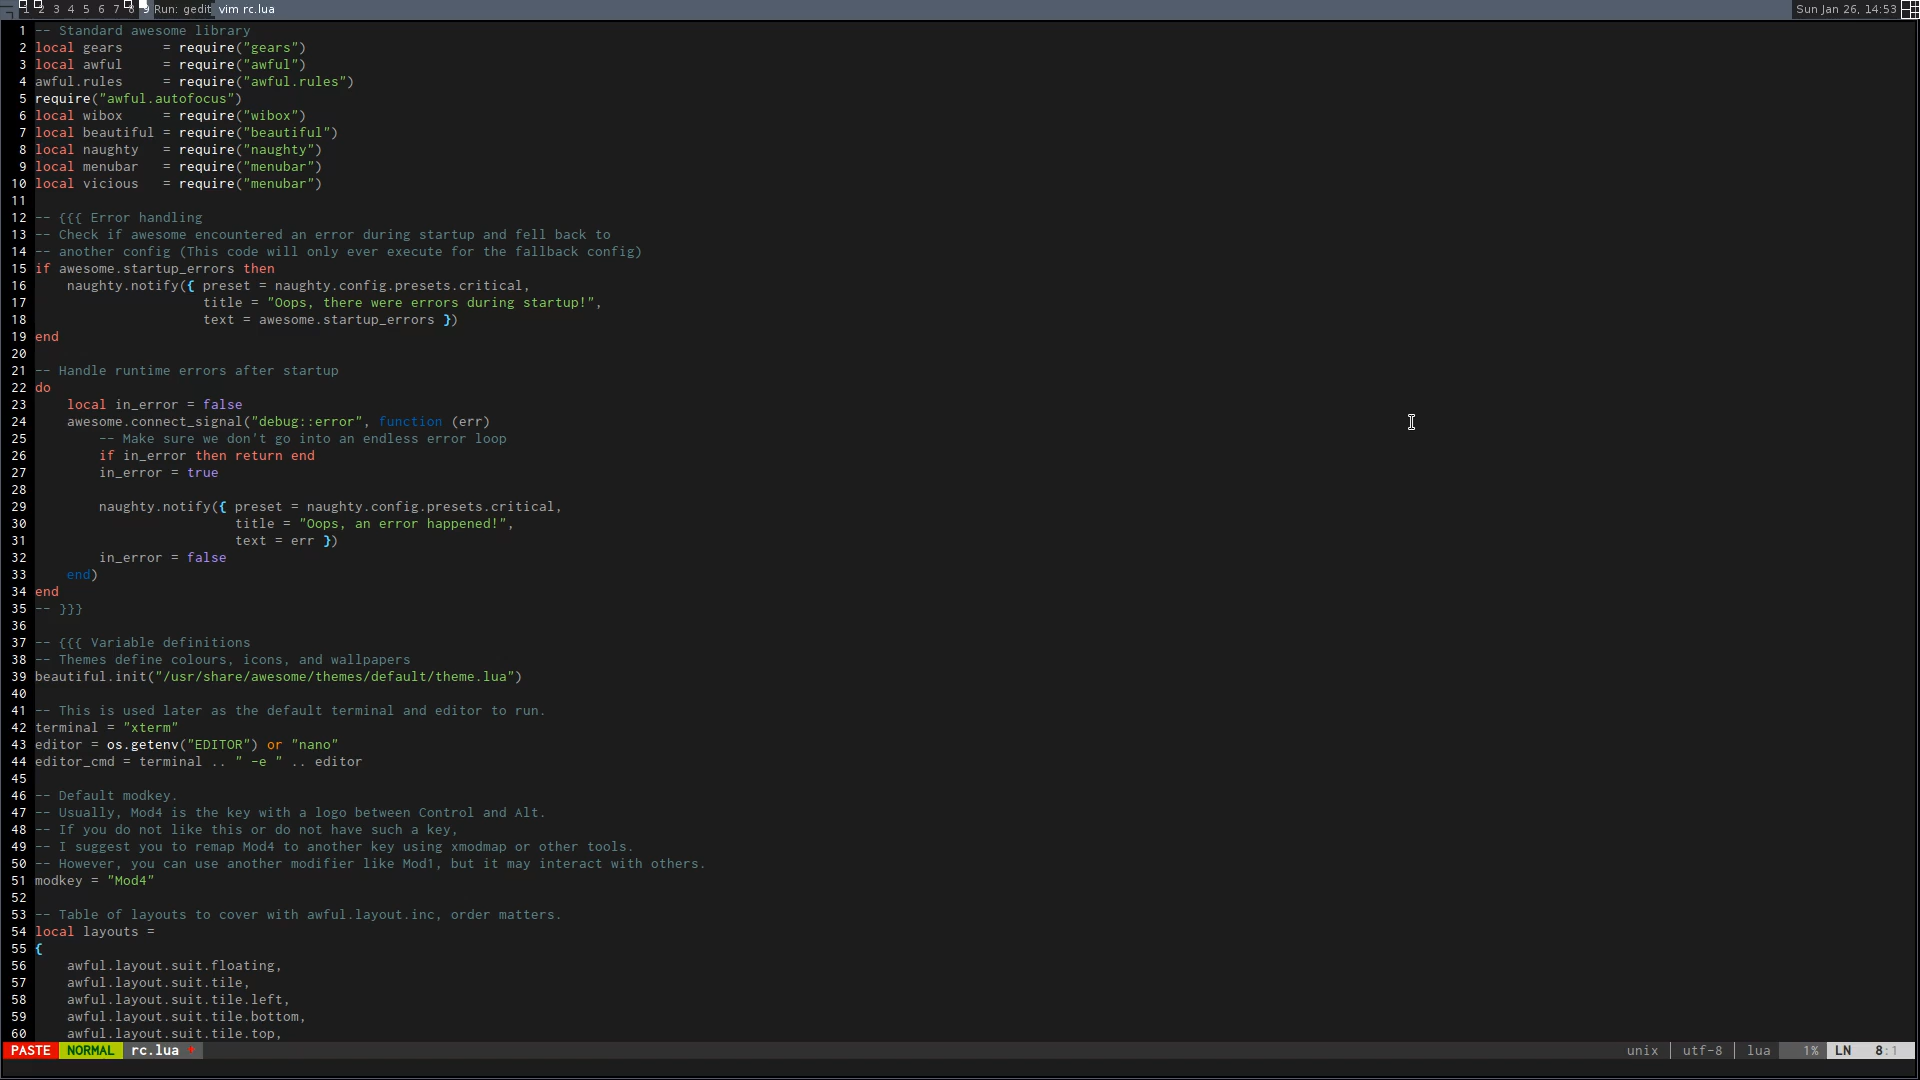 1 2 3 4 5 6 7 8 9 Run: gedit vim rc.lua Sun Jan 26, 14:53
1 -- Standard awesome library
2 local gears     = require("gears")
3 local awful     = require("awful")
4 awful.rules     = require("awful.rules")
5 require("awful.autofocus")
6 local wibox     = require("wibox")
7 local beautiful = require("beautiful")
8 local naughty   = require("naughty")
9 local menubar   = require("menubar")
10 local vicious   = require("menubar")
11
12 -- {{{ Error handling
13 -- Check if awesome encountered an error during startup and fell back to
14 -- another config (This code will only ever execute for the fallback config)
15 if awesome.startup_errors then
16     naughty.notify({ preset = naughty.config.presets.critical,
17                      title = "Oops, there were errors during startup!",
18                      text = awesome.startup_errors })
19 end
20
21 -- Handle runtime errors after startup
22 do
23     local in_error = false
24     awesome.connect_signal("debug::error", function (err)
25         -- Make sure we don't go into an endless error loop
26         if in_error then return end
27         in_error = true
28
29         naughty.notify({ preset = naughty.config.presets.critical,
30                          title = "Oops, an error happened!",
31                          text = err })
32         in_error = false
33     end)
34 end
35 -- }}}
36
37 -- {{{ Variable definitions
38 -- Themes define colours, icons, and wallpapers
39 beautiful.init("/usr/share/awesome/themes/default/theme.lua")
40
41 -- This is used later as the default terminal and editor to run.
42 terminal = "xterm"
43 editor = os.getenv("EDITOR") or "nano"
44 editor_cmd = terminal .. " -e " .. editor
45
46 -- Default modkey.
47 -- Usually, Mod4 is the key with a logo between Control and Alt.
48 -- If you do not like this or do not have such a key,
49 -- I suggest you to remap Mod4 to another key using xmodmap or other tools.
50 -- However, you can use another modifier like Mod1, but it may interact with others.
51 modkey = "Mod4"
52
53 -- Table of layouts to cover with awful.layout.inc, order matters.
54 local layouts =
55 {
56     awful.layout.suit.floating,
57     awful.layout.suit.tile,
58     awful.layout.suit.tile.left,
59     awful.layout.suit.tile.bottom,
60     awful.layout.suit.tile.top,
PASTE NORMAL rc.lua + unix utf-8 lua 1% LN 8:1